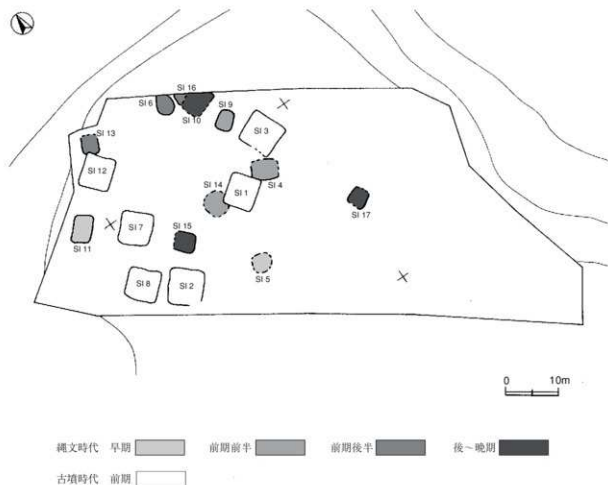 SI 16
SI 6
SI 9
SI 10
SI 3
SI 13
SI 12
SI 14
SI 4
SI 1
SI 17
SI 11
SI 7
SI 15
SI 5
SI 8
SI 2
0 10m
縄文時代 早期 前期前半 前期後半 後～晩期
古墳時代 前期